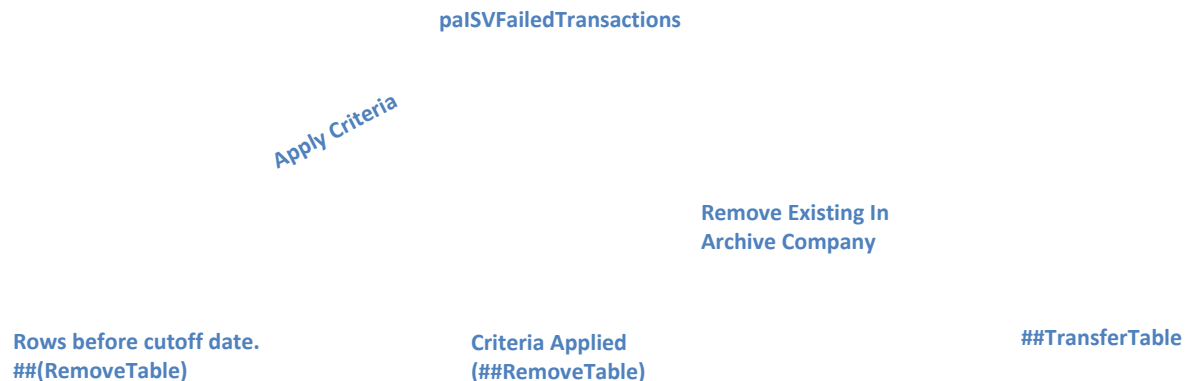 paISVFailedTransactions
Apply Criteria
Remove Existing In
Archive Company
Rows before cutoff date.
##(RemoveTable)
Criteria Applied
(##RemoveTable)
##TransferTable